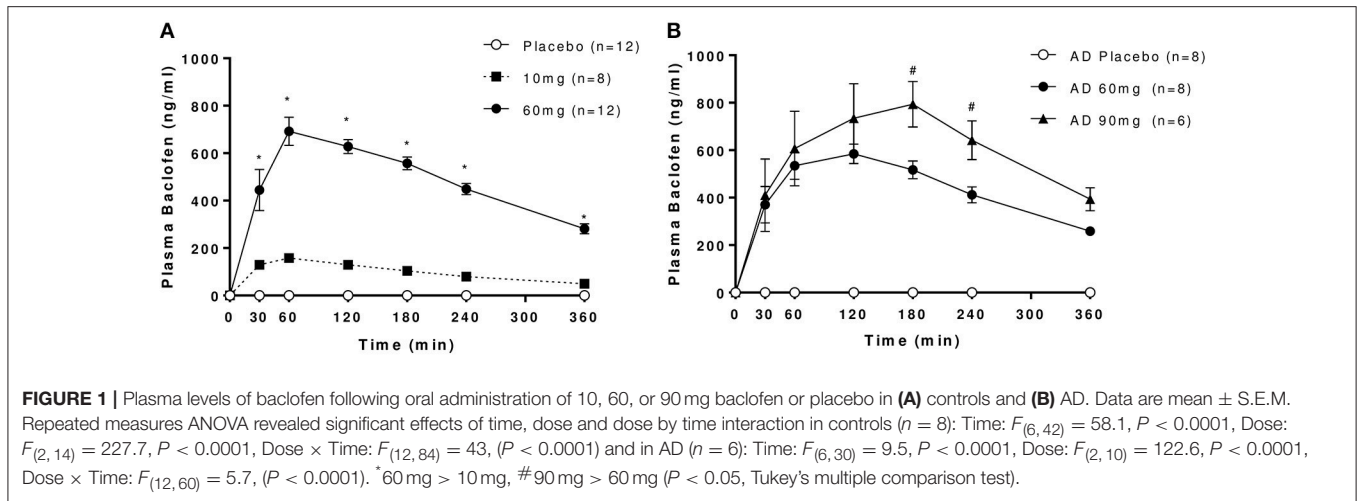 A
Placebo (n=12)
10mg (n=8)
60mg (n=12)
Plasma Baclofen (ng/ml)
1000
800
600
400
200
0
* * * * * *
0 30 60 120 180 240 300 360
Time (min)
B
AD Placebo (n=8)
AD 60mg (n=8)
AD 90mg (n=6)
Plasma Baclofen (ng/ml)
1000
800
600
400
200
0
# #
0 30 60 120 180 240 300 360
Time (min)
FIGURE 1 | Plasma levels of baclofen following oral administration of 10, 60, or 90 mg baclofen or placebo in (A) controls and (B) AD. Data are mean ± S.E.M.
Repeated measures ANOVA revealed significant effects of time, dose and dose by time interaction in controls (n = 8): Time: F(6, 42) = 58.1, P < 0.0001, Dose:
F(2, 14) = 227.7, P < 0.0001, Dose × Time: F(12, 84) = 43, (P < 0.0001) and in AD (n = 6): Time: F(6, 30) = 9.5, P < 0.0001, Dose: F(2, 10) = 122.6, P < 0.0001,
Dose × Time: F(12, 60) = 5.7, (P < 0.0001). *60 mg > 10 mg, #90 mg > 60 mg (P < 0.05, Tukey's multiple comparison test).